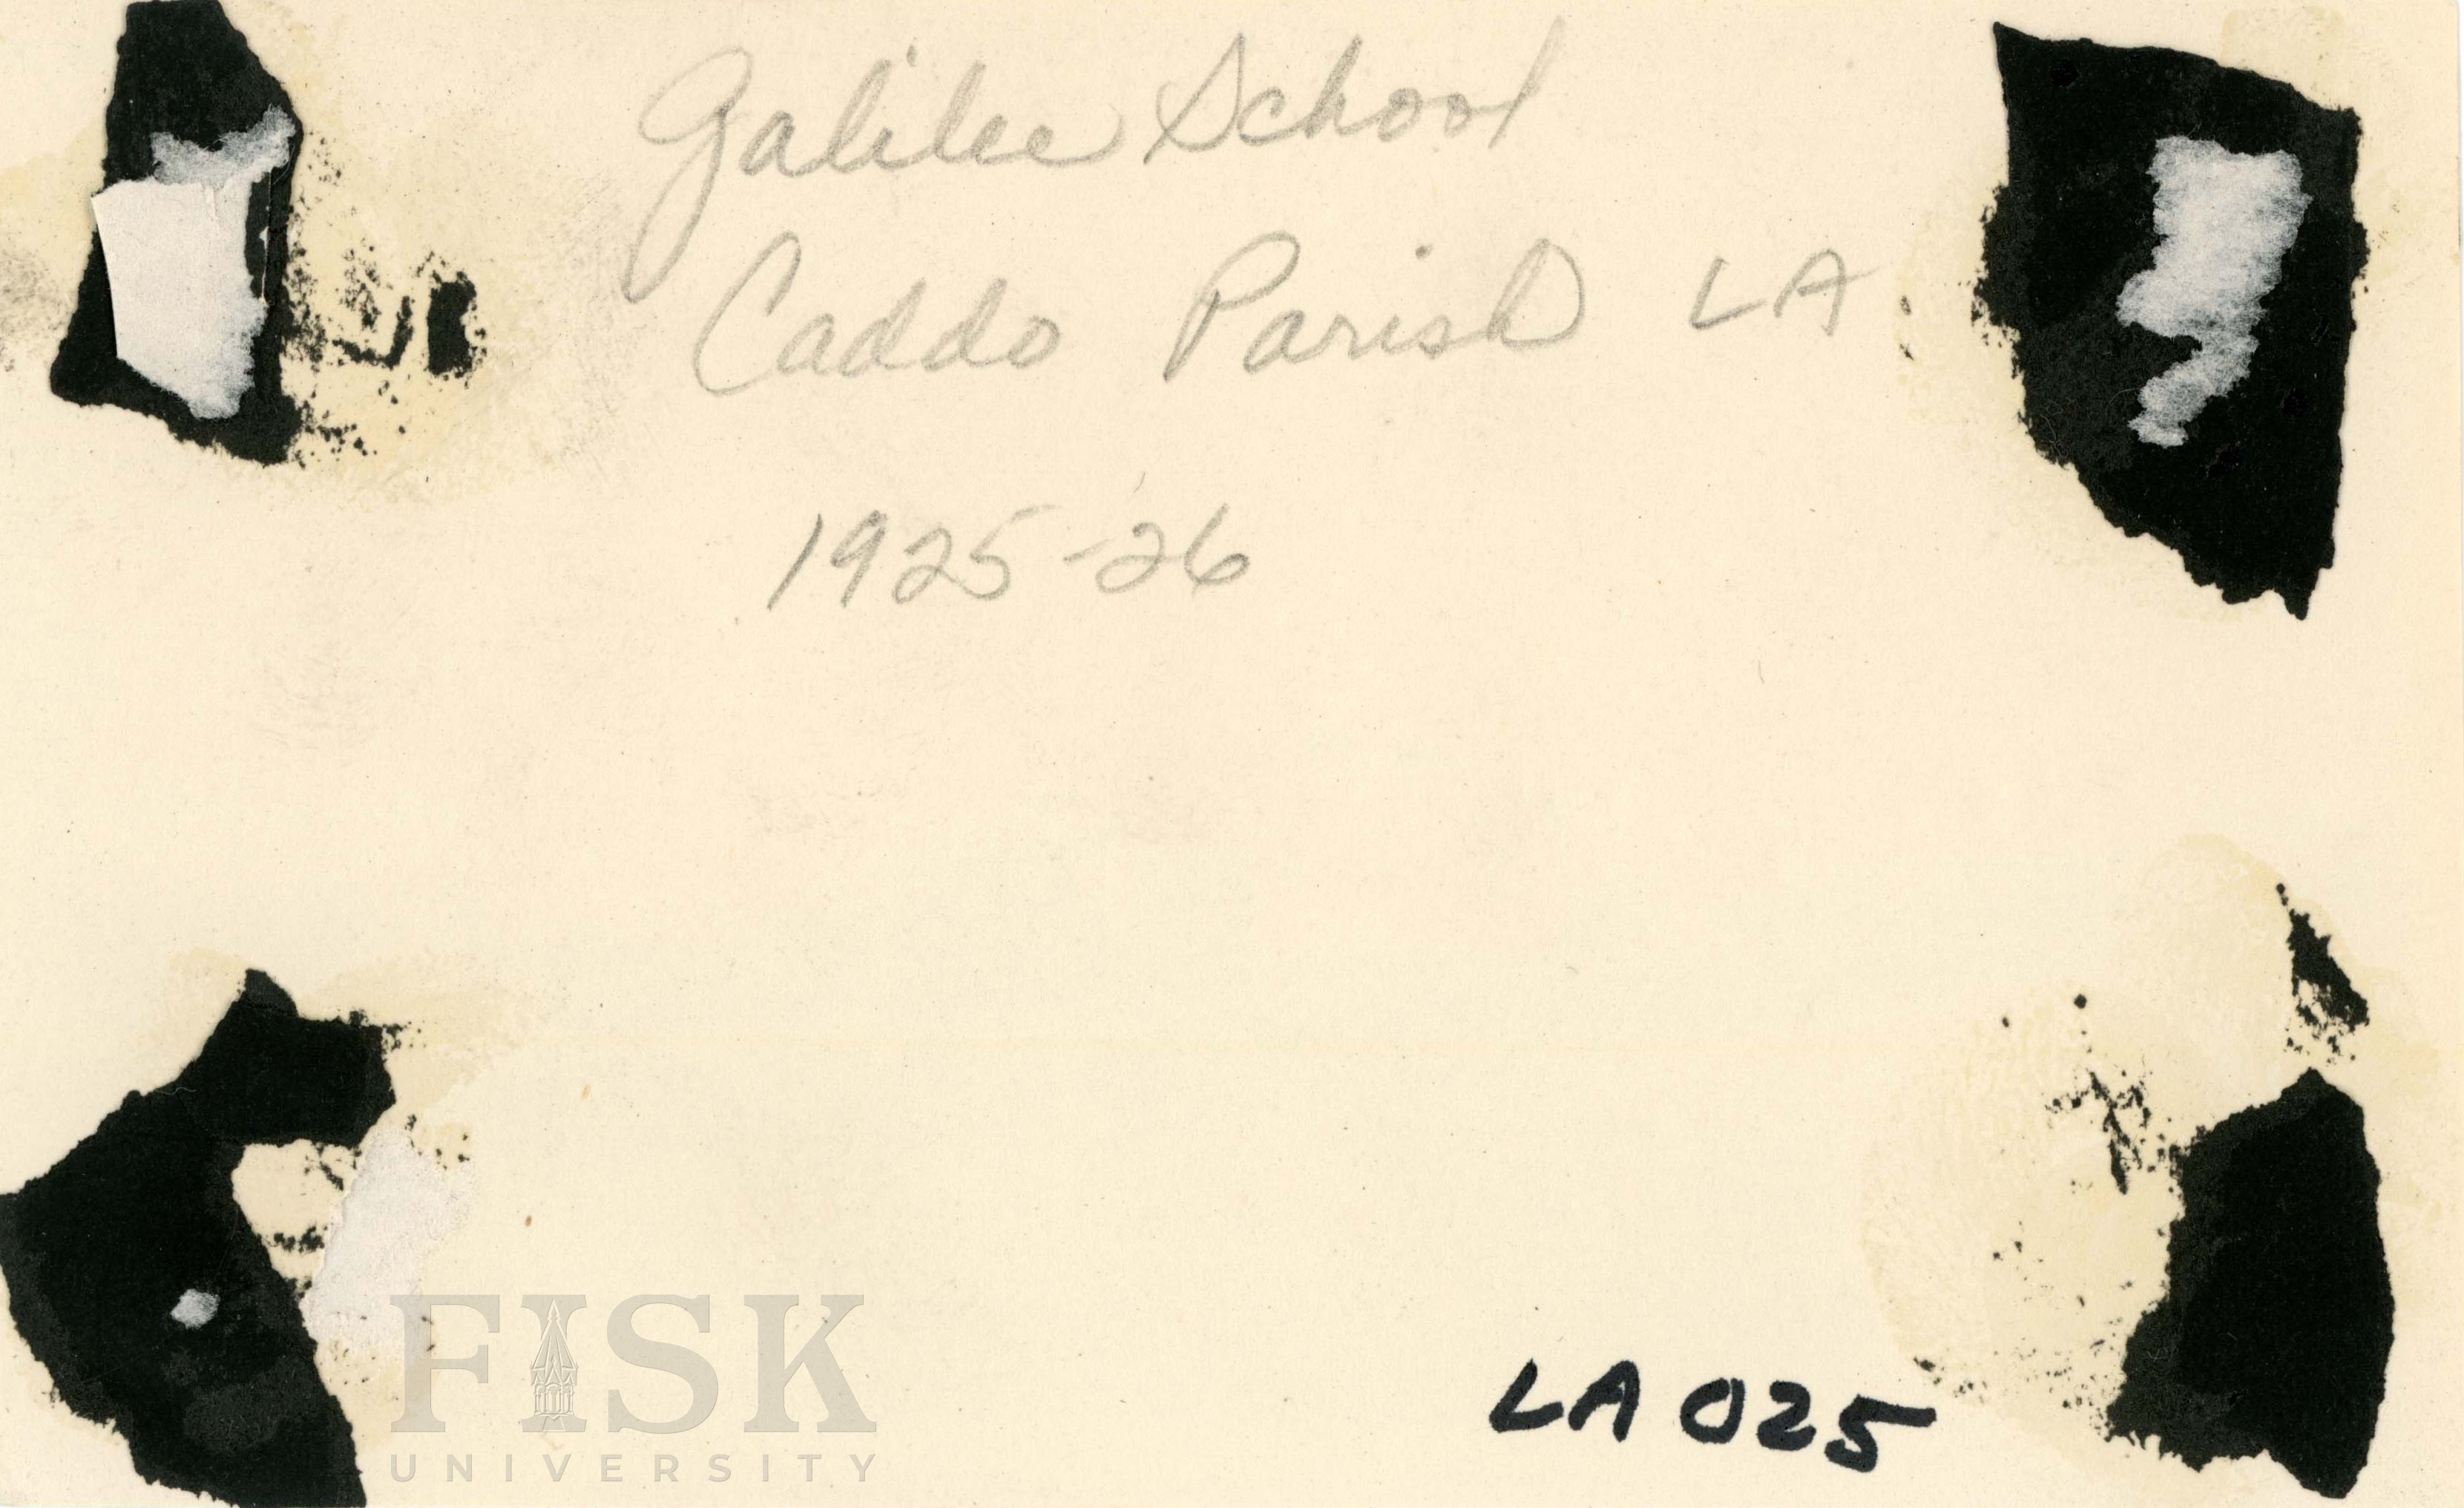 Galilee School
Caddo Parish LA
1925-26
LA 025
FISK
UNIVERSITY